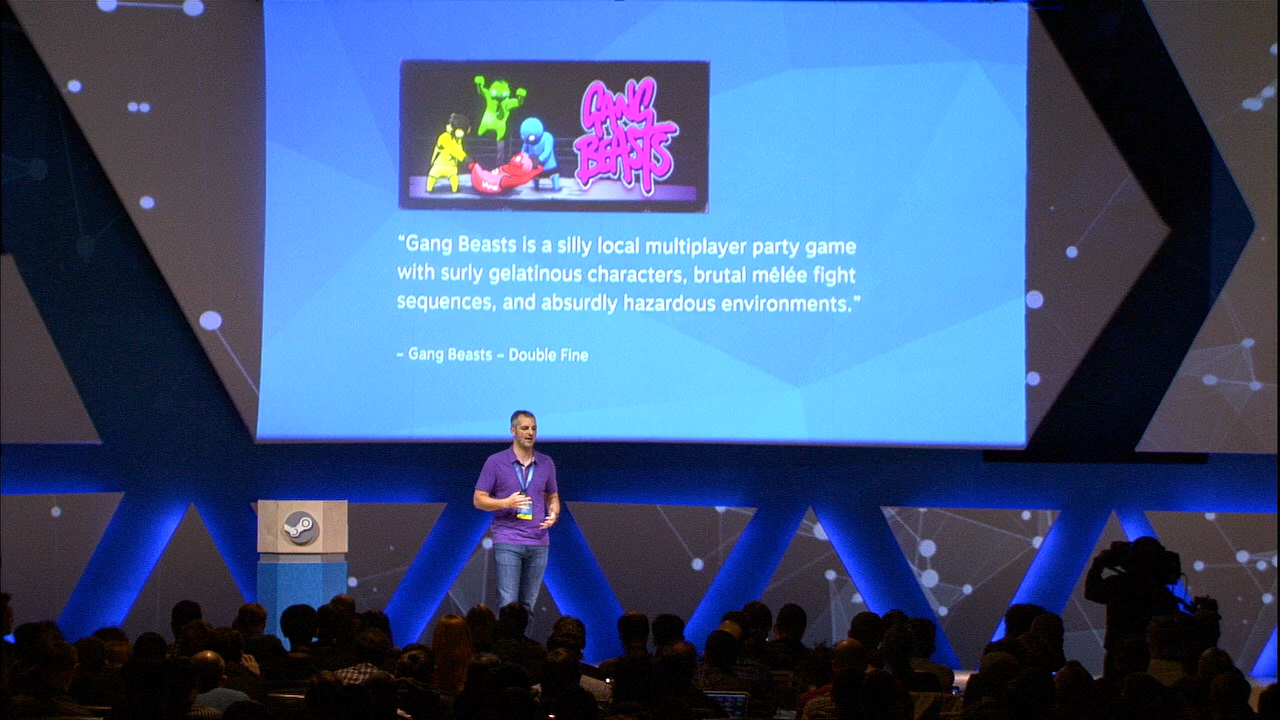 GANG
BEASTS
“Gang Beasts is a silly local multiplayer party game
with surly gelatinous characters, brutal mêlée fight
sequences, and absurdly hazardous environments.”
– Gang Beasts – Double Fine